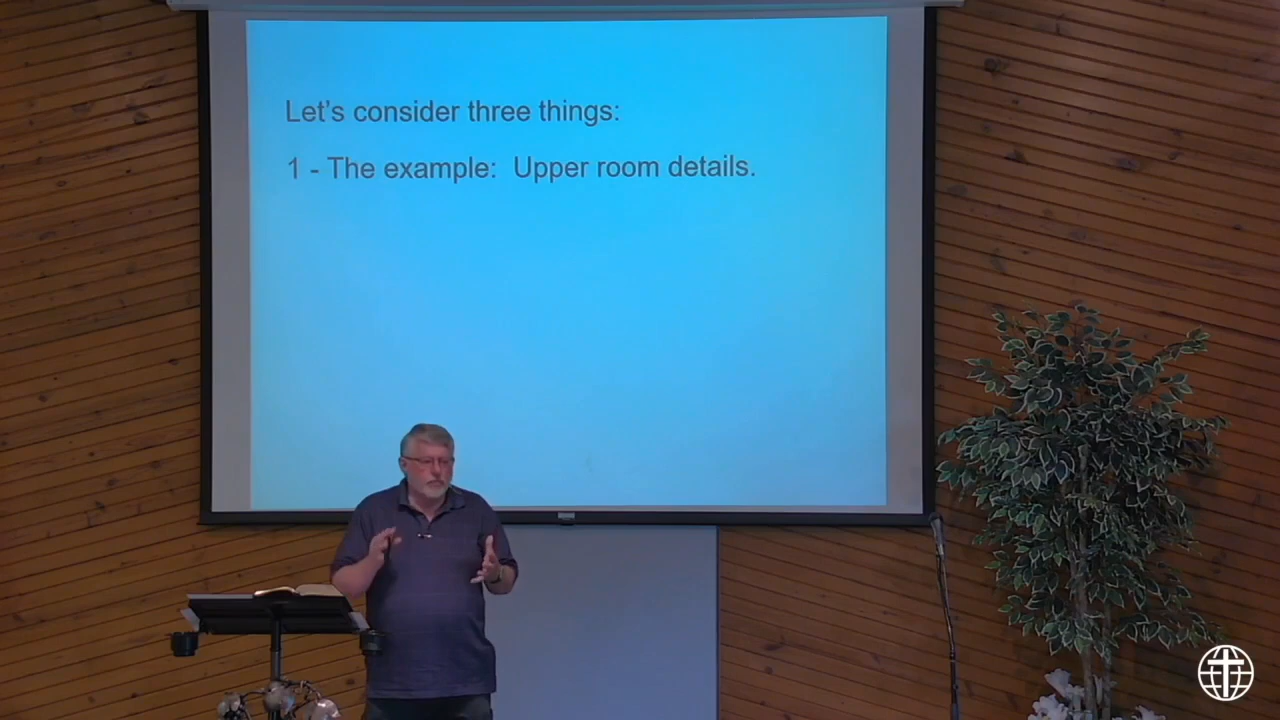 Let's consider three things:
1 - The example:  Upper room details.